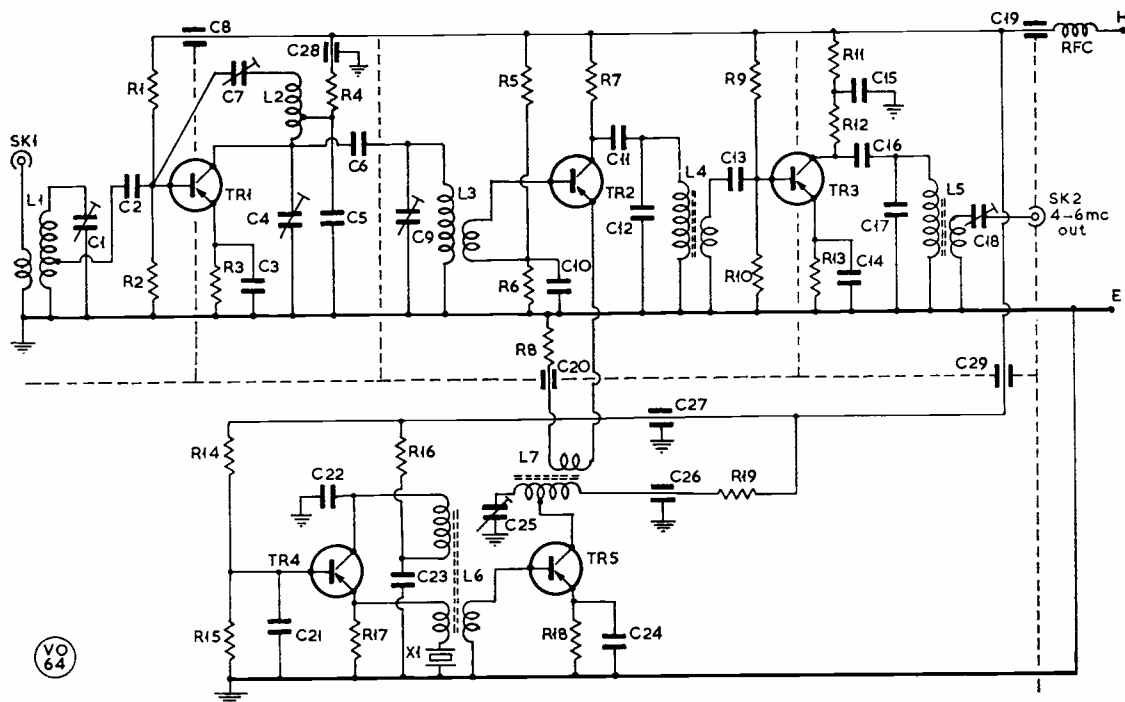 C8
C19
H
RFC
C28
R11
R1
R4
R5
R7
R9
C15
C7
L2
R12
SK1
C6
C11
C16
L1
TR1
L3
TR2
L4
C13
TR3
L5
SK2
4–6mc
out
C2
C4
C5
C9
C12
C17
C18
C1
R2
R3
C3
R6
C10
R10
R13
C14
E
R8
C20
C29
C27
R14
R16
L7
C26
R19
C22
C25
TR4
C23
L6
TR5
R15
C21
R17
X1
R18
C24
VO
64